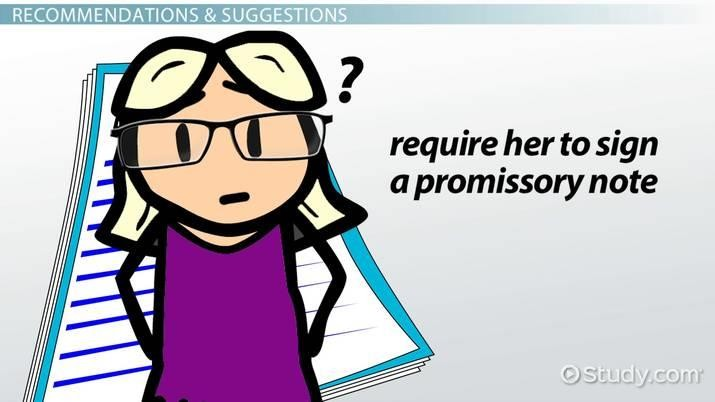 RECOMMENDATIONS & SUGGESTIONS
?
require her to sign
a promissory note
Study.com